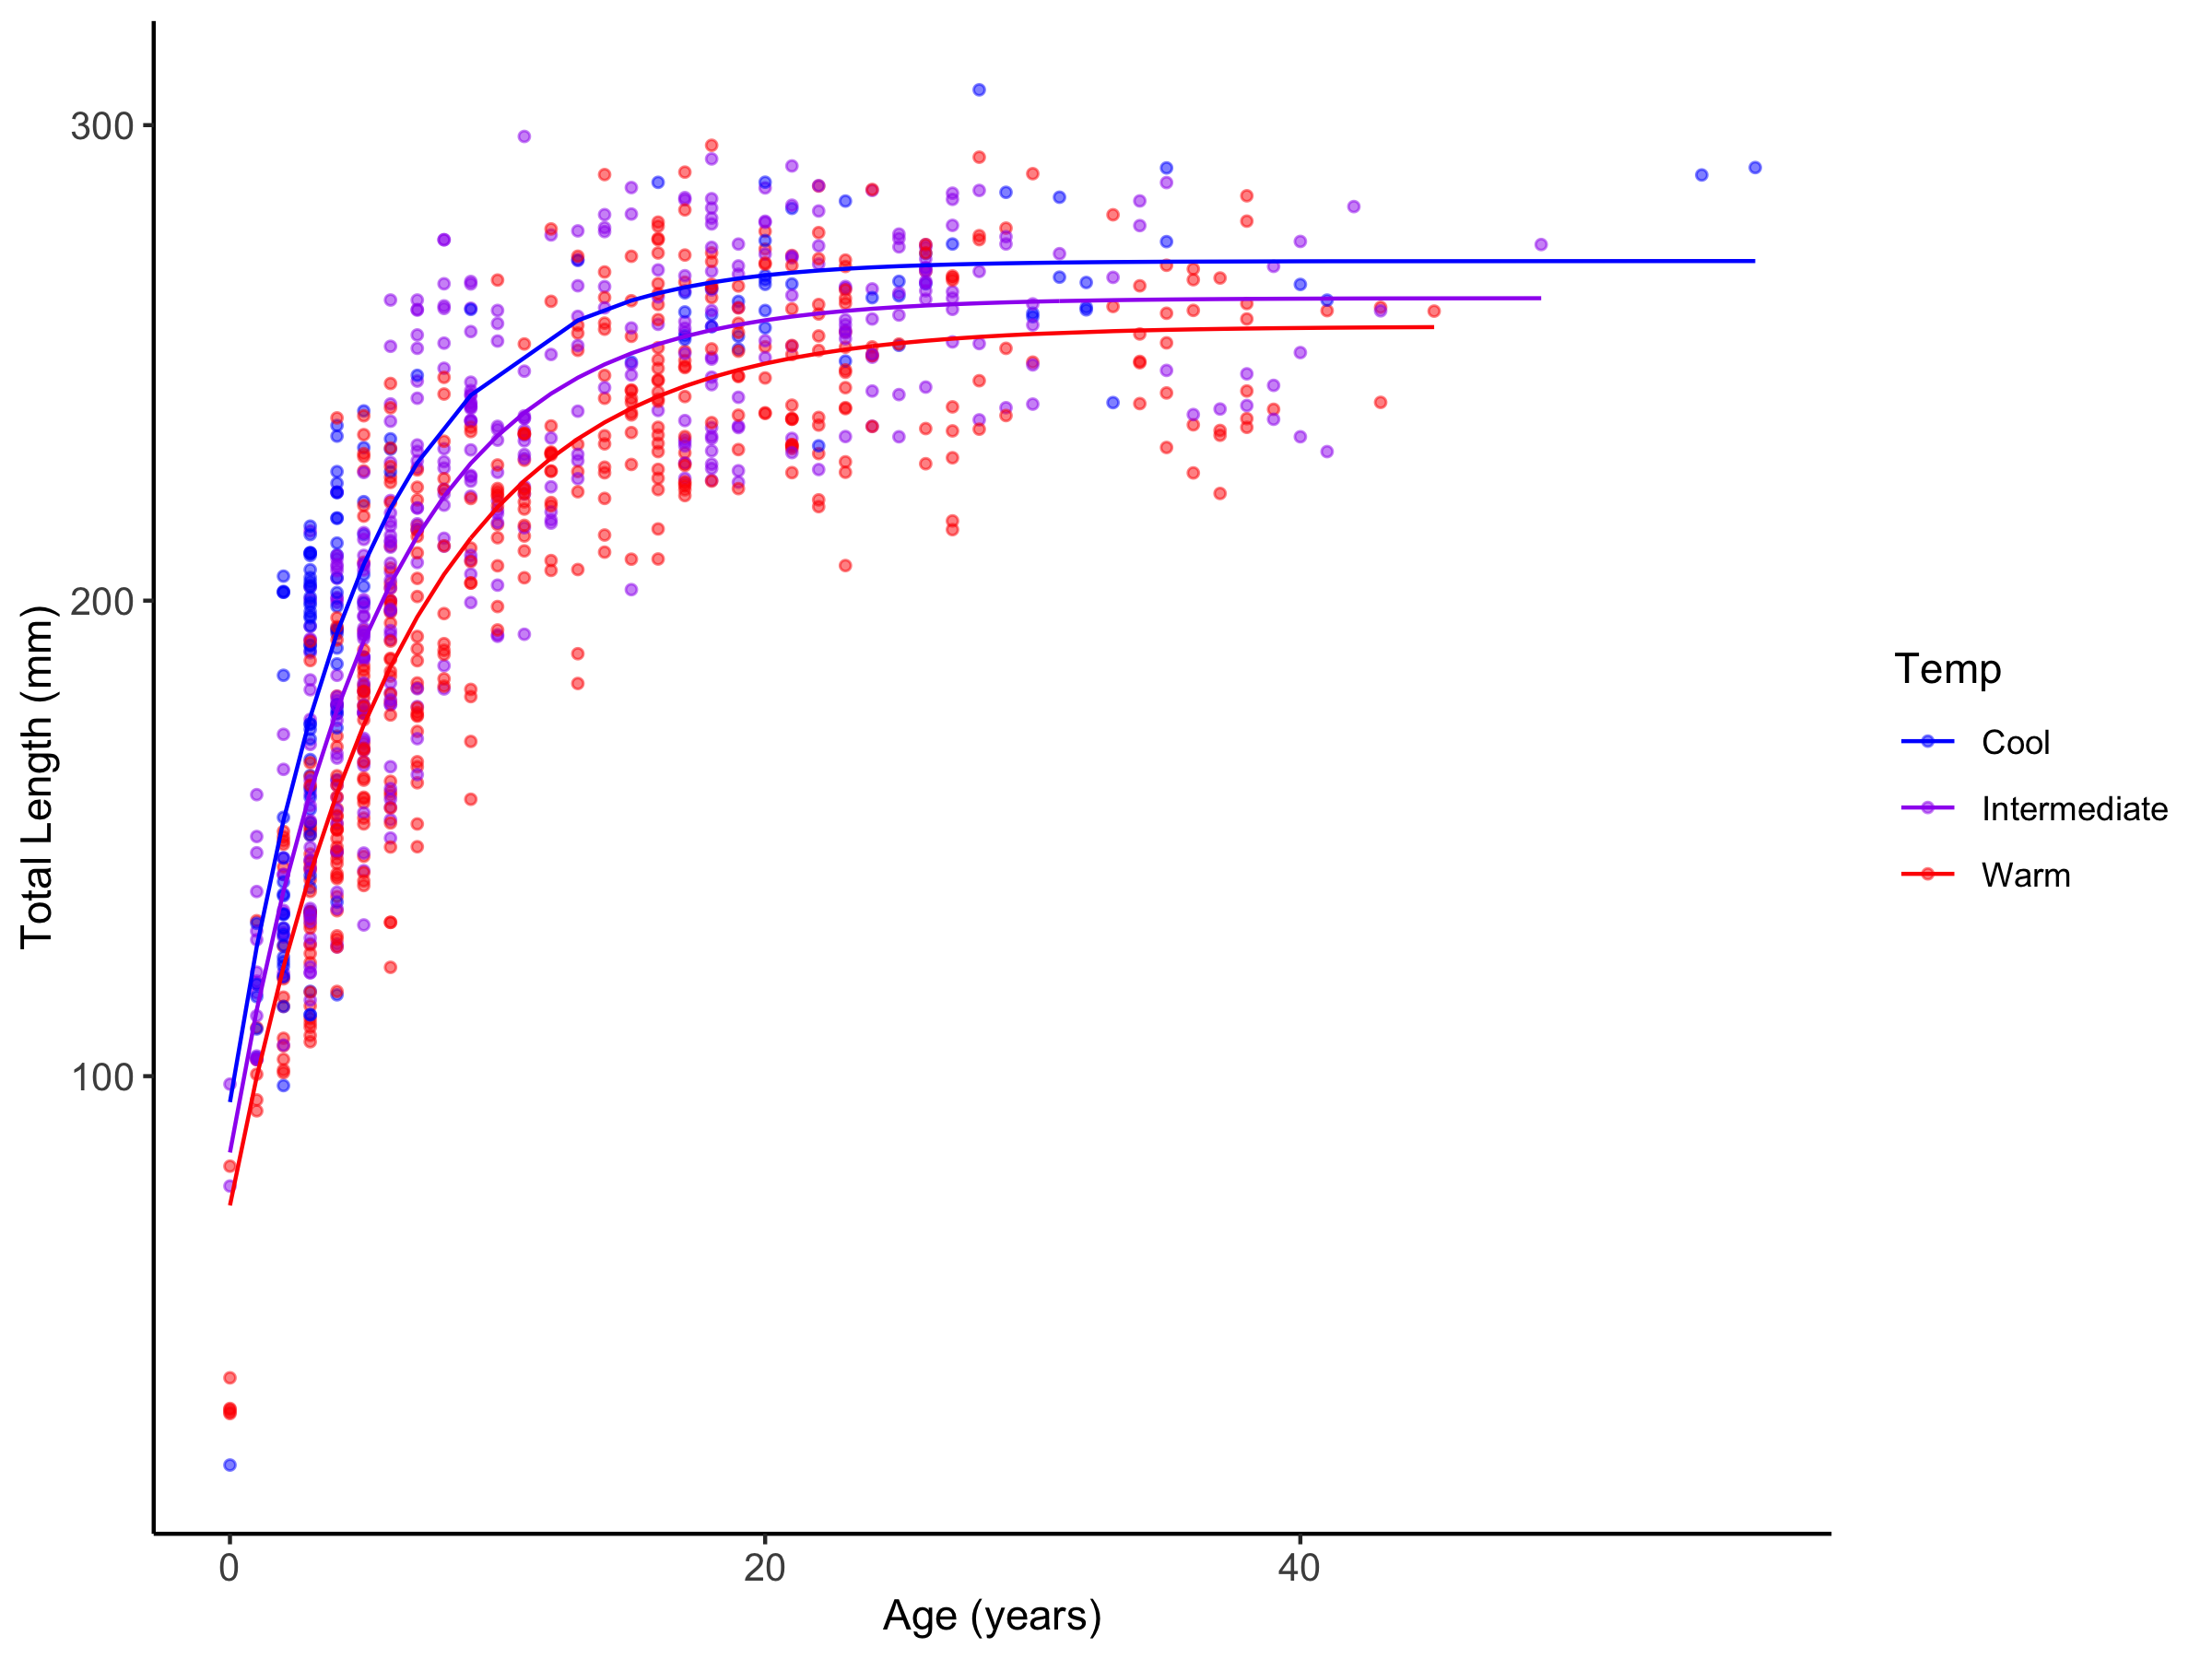 300
200
100
Total Length (mm)
0 20 40
Age (years)
Temp
Cool
Intermediate
Warm